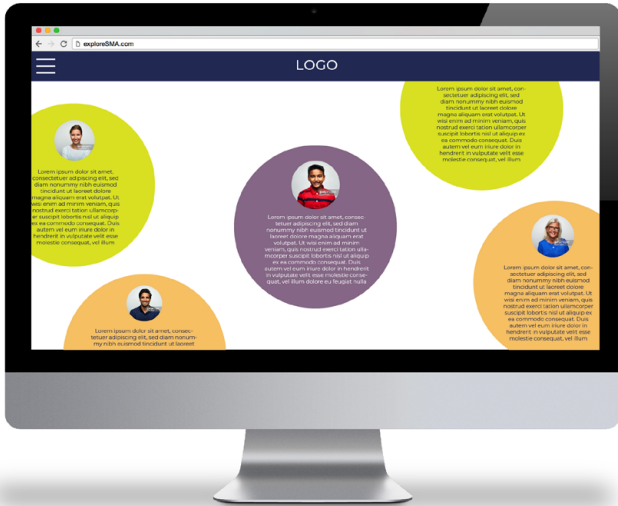 exploreSMA.com
LOGO
Lorem ipsum dolor sit amet, con-
sectetuer adipiscing elit, sed
diam nonummy nibh euismod
tincidunt ut laoreet dolore
magna aliquam erat volutpat. Ut
wisi enim ad minim veniam, quis
nostrud exerci tation ullamcorper
suscipit lobortis nisl ut aliquip ex
ea commodo consequat. Duis
autem vel eum iriure dolor in
hendrerit in vulputate velit esse
molestie consequat, vel illum
Lorem ipsum dolor sit amet,
consectetuer adipiscing elit, sed
diam nonummy nibh euismod
tincidunt ut laoreet dolore
magna aliquam erat volutpat. Ut
wisi enim ad minim veniam, quis
nostrud exerci tation ullamcorp-
er suscipit lobortis nisl ut aliquip
ex ea commodo consequat. Duis
autem vel eum iriure dolor in
hendrerit in vulputate velit esse
molestie consequat, vel illum
Lorem ipsum dolor sit amet, consec-
tetuer adipiscing elit, sed diam
nonummy nibh euismod tincidunt ut
laoreet dolore magna aliquam erat
volutpat. Ut wisi enim ad minim
veniam, quis nostrud exerci tation ulla-
mcorper suscipit lobortis nisl ut aliquip
ex ea commodo consequat. Duis
autem vel eum iriure dolor in hendrerit
in vulputate velit esse molestie conse-
quat, vel illum dolore eu feugiat nulla
Lorem ipsum dolor sit amet, con-
sectetuer adipiscing elit, sed
diam nonummy nibh euismod
tincidunt ut laoreet dolore
magna aliquam erat volutpat. Ut
wisi enim ad minim veniam, quis
nostrud exerci tation ullamcorper
suscipit lobortis nisl ut aliquip ex
ea commodo consequat. Duis
autem vel eum iriure dolor in
hendrerit in vulputate velit esse
molestie consequat, vel illum
Lorem ipsum dolor sit amet, consec-
tetuer adipiscing elit, sed diam nonum-
my nibh euismod tincidunt ut laoreet